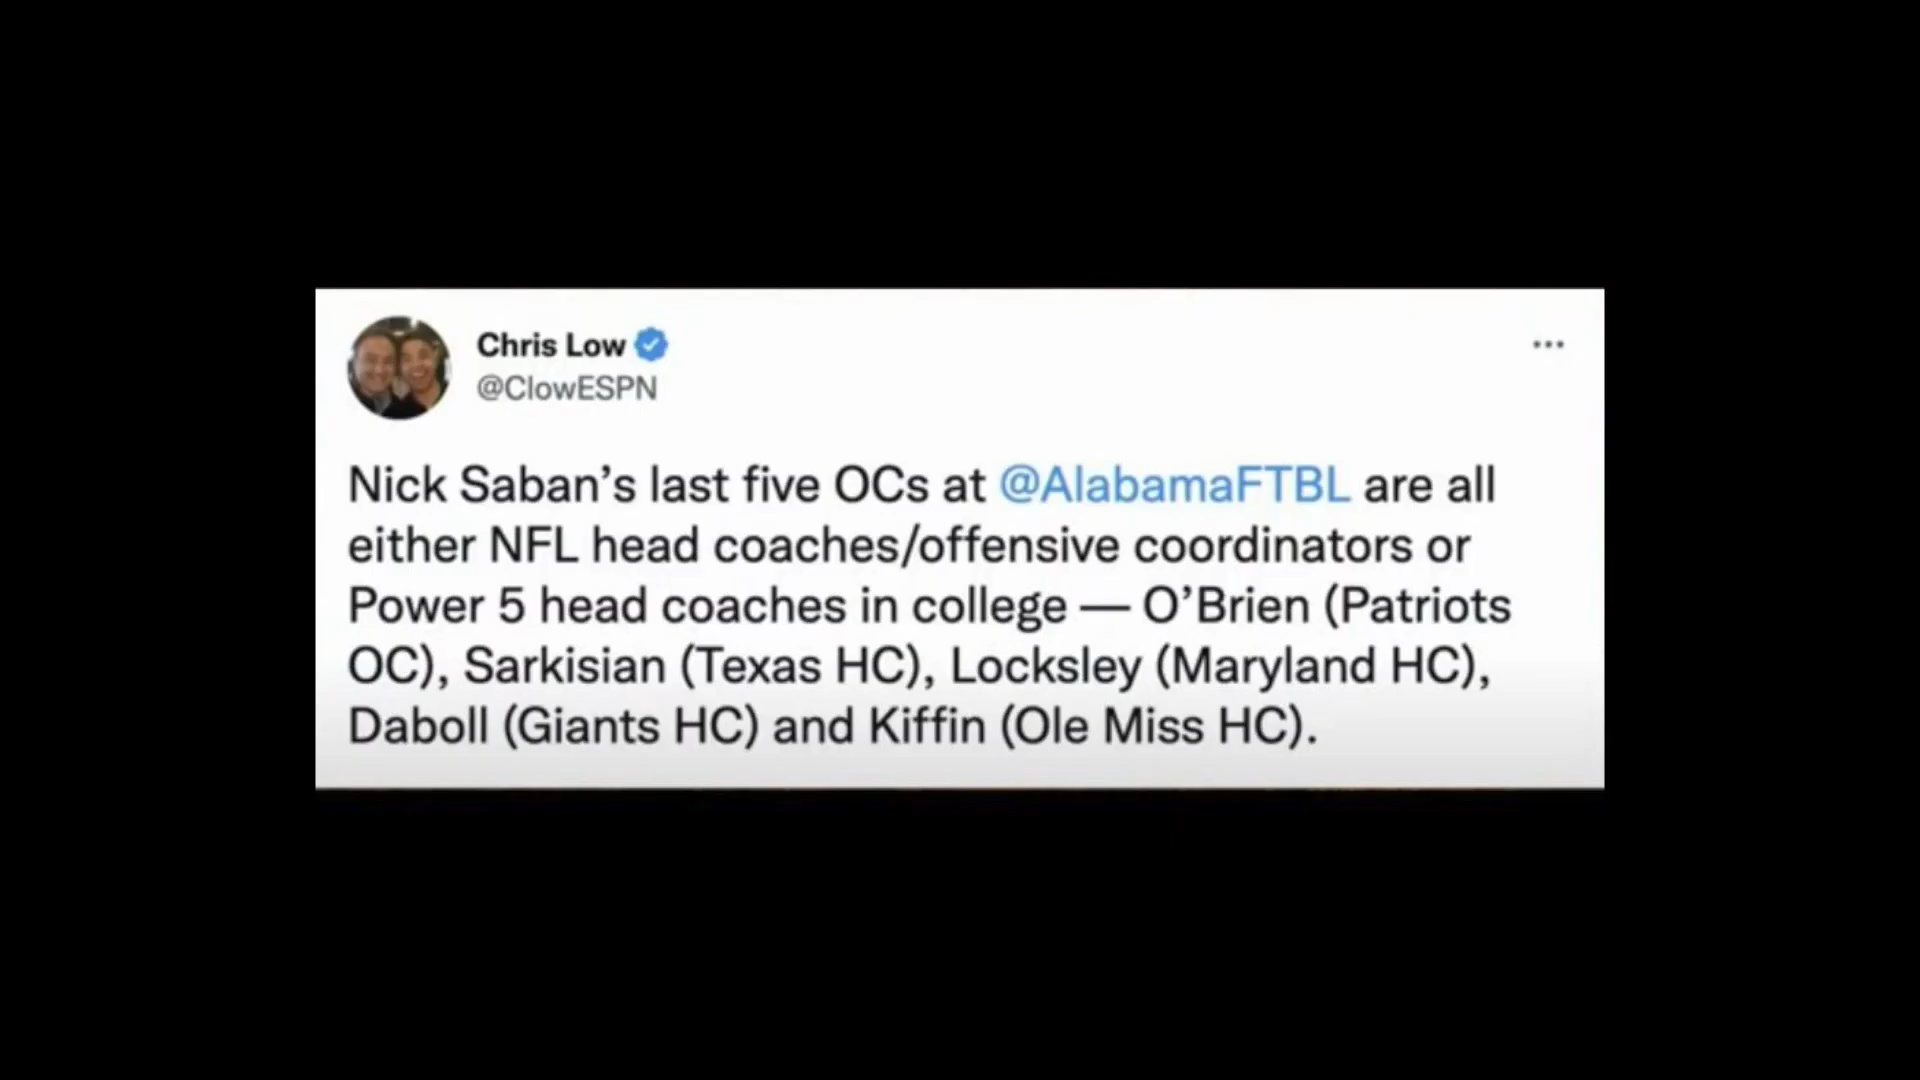 Chris Low
@ClowESPN
Nick Saban’s last five OCs at @AlabamaFTBL are all
either NFL head coaches/offensive coordinators or
Power 5 head coaches in college — O’Brien (Patriots
OC), Sarkisian (Texas HC), Locksley (Maryland HC),
Daboll (Giants HC) and Kiffin (Ole Miss HC).